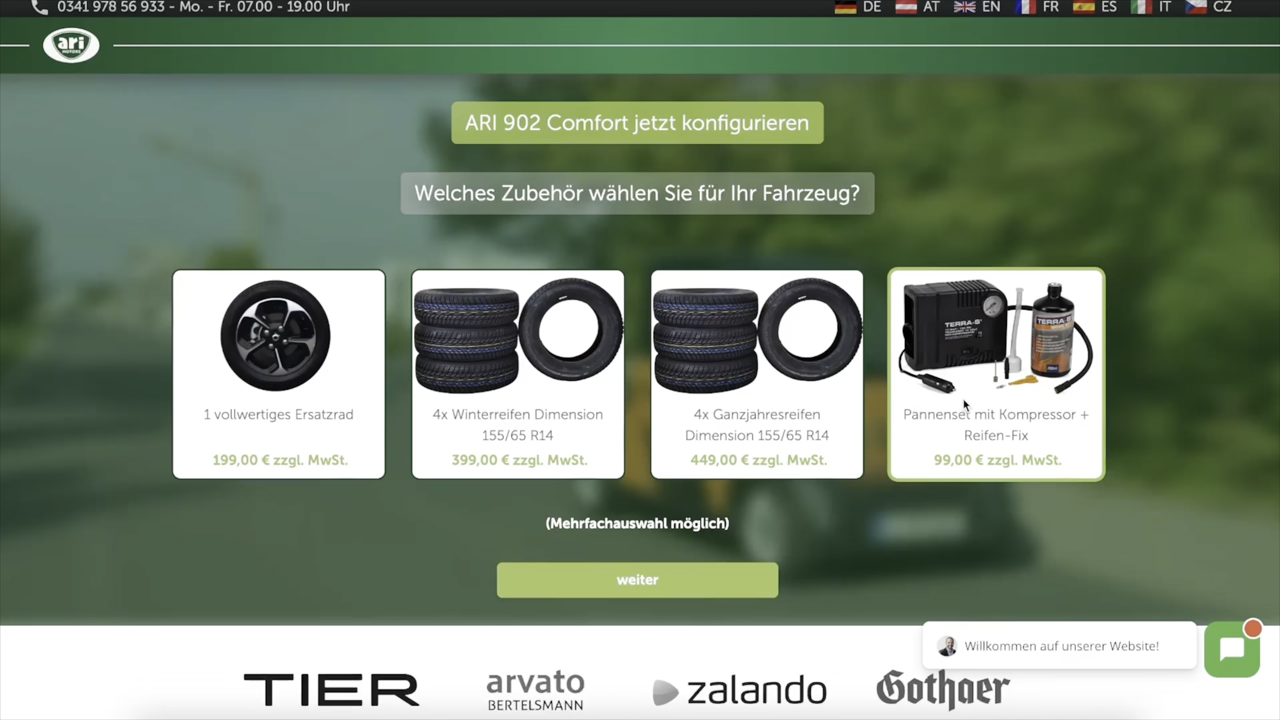 0341 978 56 933 - Mo. - Fr. 07.00 - 19.00 Uhr
DE AT EN FR ES IT CZ
ari
MOTORS
ARI 902 Comfort jetzt konfigurieren
Welches Zubehör wählen Sie für Ihr Fahrzeug?
TERRA-S
TERRA-S
1 vollwertiges Ersatzrad
199,00 € zzgl. MwSt.
4x Winterreifen Dimension
155/65 R14
399,00 € zzgl. MwSt.
4x Ganzjahresreifen
Dimension 155/65 R14
449,00 € zzgl. MwSt.
Pannenset mit Kompressor +
Reifen-Fix
99,00 € zzgl. MwSt.
(Mehrfachauswahl möglich)
weiter
Willkommen auf unserer Website!
TIER
arvato
BERTELSMANN
zalando
Gothaer